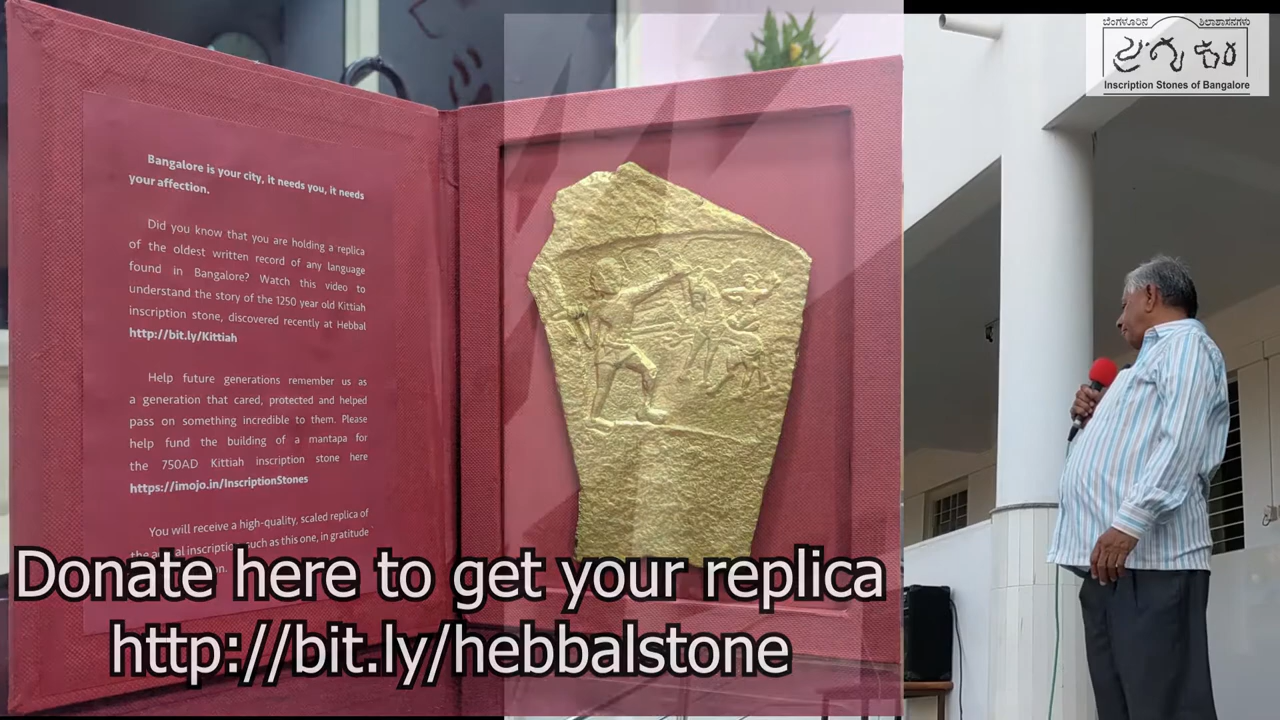 Bangalore is your city, it needs you, it needs
your affection.
Did you know that you are holding a replica
of the oldest written record of any language
found in Bangalore? Watch this video to
understand the story of the 1250 year old Kittiah
inscription stone, discovered recently at Hebbal
http://bit.ly/Kittiah
Help future generations remember us as
a generation that cared, protected and helped
pass on something incredible to them. Please
help fund the building of a mantapa for
the 750AD Kittiah inscription stone here
https://imojo.in/InscriptionStones
You will receive a high-quality, scaled replica of
inscription such as this one, in gratitude
Donate here to get your replica
http://bit.ly/hebbalstone
ಬೆಂಗಳೂರಿನ ಶಿಲಾಶಾಸನಗಳು
Inscription Stones of Bangalore